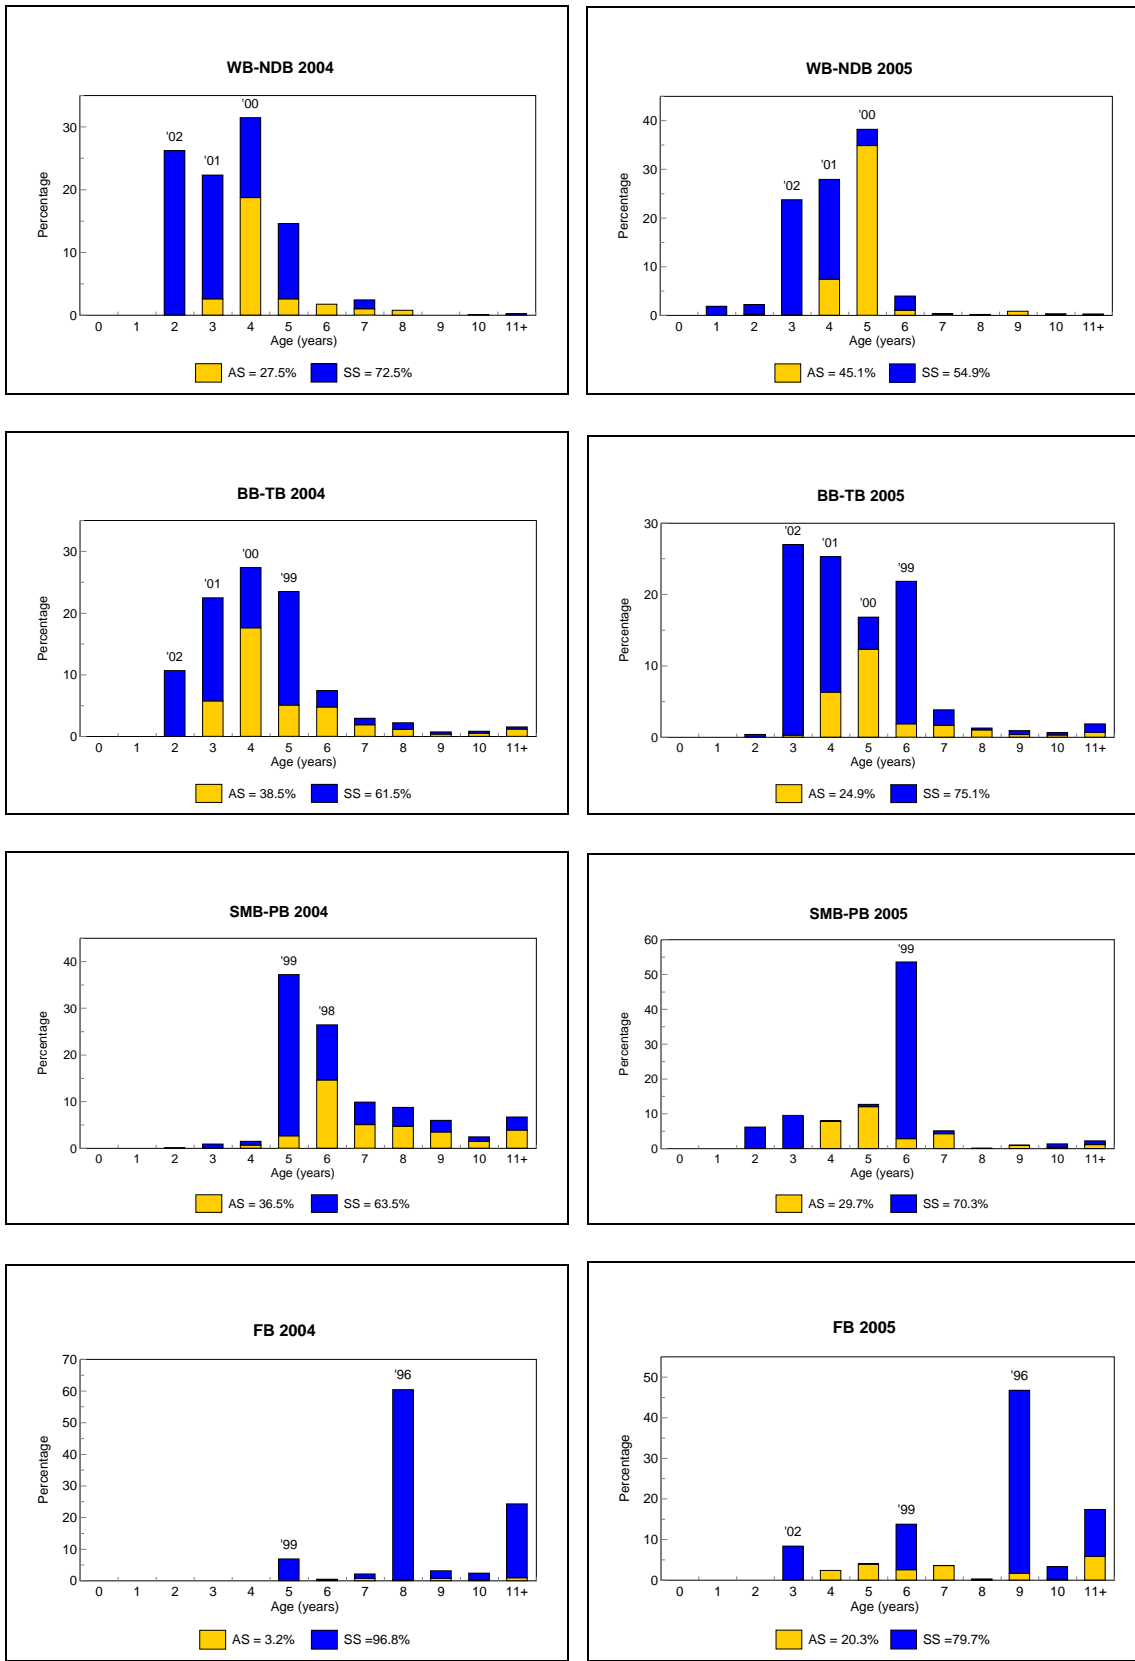 WB-NDB 2004
'00
'02
'01
30
20
10
0
Percentage
0 1 2 3 4 5 6 7 8 9 10 11+
Age (years)
AS = 27.5% SS = 72.5%
WB-NDB 2005
'00
'01
'02
40
30
20
10
0
Percentage
0 1 2 3 4 5 6 7 8 9 10 11+
Age (years)
AS = 45.1% SS = 54.9%
BB-TB 2004
'00
'99
'01
'02
30
20
10
0
Percentage
0 1 2 3 4 5 6 7 8 9 10 11+
Age (years)
AS = 38.5% SS = 61.5%
BB-TB 2005
'02
'01
'99
'00
30
20
10
0
Percentage
0 1 2 3 4 5 6 7 8 9 10 11+
Age (years)
AS = 24.9% SS = 75.1%
SMB-PB 2004
'99
'98
40
30
20
10
0
Percentage
0 1 2 3 4 5 6 7 8 9 10 11+
Age (years)
AS = 36.5% SS = 63.5%
SMB-PB 2005
'99
60
50
40
30
20
10
0
Percentage
0 1 2 3 4 5 6 7 8 9 10 11+
Age (years)
AS = 29.7% SS = 70.3%
FB 2004
'96
'99
70
60
50
40
30
20
10
0
Percentage
0 1 2 3 4 5 6 7 8 9 10 11+
Age (years)
AS = 3.2% SS =96.8%
FB 2005
'96
'99
'02
50
40
30
20
10
0
Percentage
0 1 2 3 4 5 6 7 8 9 10 11+
Age (years)
AS = 20.3% SS =79.7%